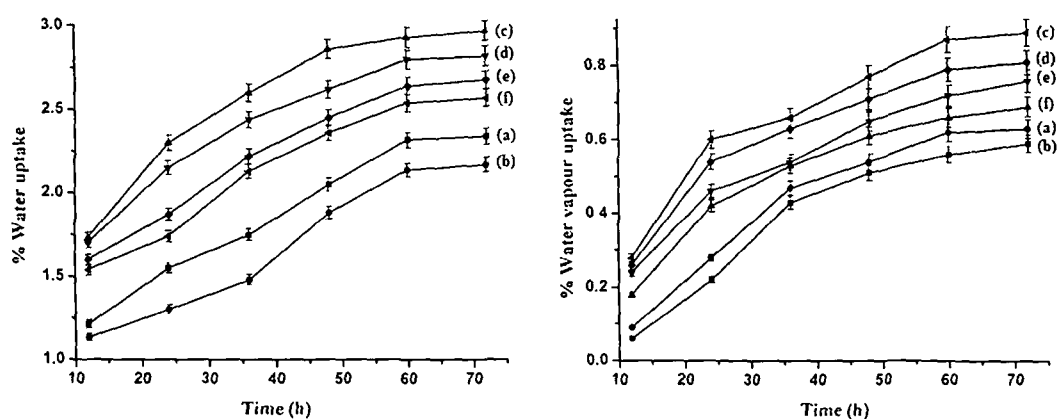 3.0
2.5
2.0
1.5
1.0
% Water uptake
10 20 30 40 50 60 70
Time (h)
(c)
(d)
(e)
(f)
(a)
(b)
0.8
0.6
0.4
0.2
0.0
% Water vapour uptake
10 20 30 40 50 60 70
Time (h)
(c)
(d)
(e)
(f)
(a)
(b)